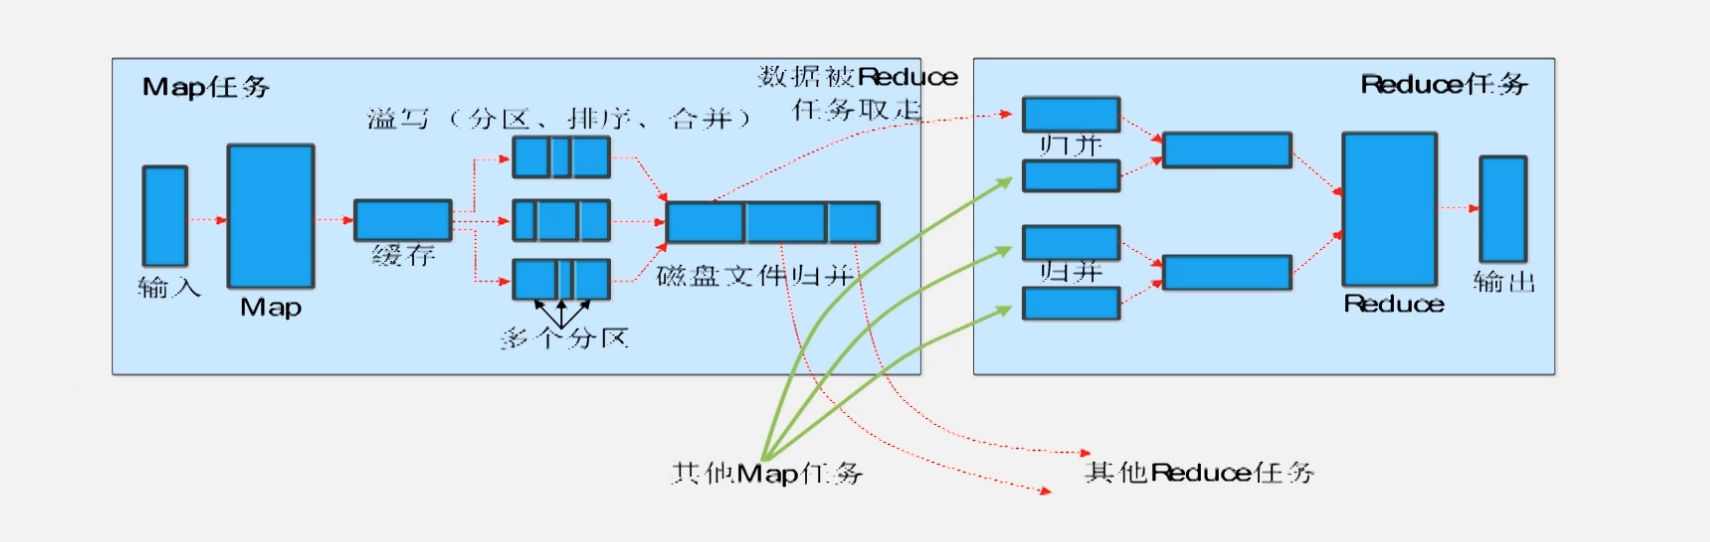 Map任务
数据被Reduce
任务取走
Reduce任务
溢写（分区、排序、合并）
归并
缓存
磁盘文件归并
归并
输入
Map
Reduce
输出
多个分区
其他Map任务
其他Reduce任务